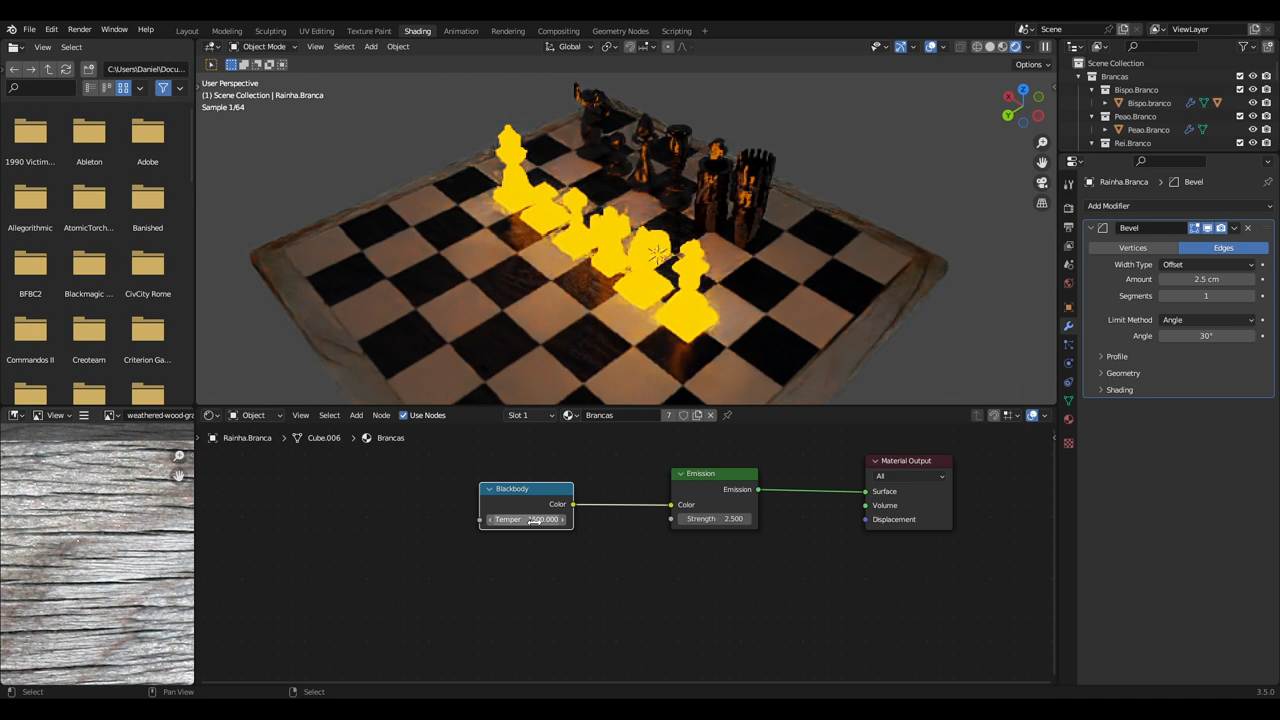 File Edit Render Window Help Layout Modeling Sculpting UV Editing Texture Paint Shading Animation Rendering Compositing Geometry Nodes Scripting Scene ViewLayer
View Select Object Mode View Select Add Object Global
C:\Users\Daniel\Docu... Options
User Perspective
(1) Scene Collection | Rainha.Branca
Sample 1/64
X
Y
Z
1990 Victim... Ableton Adobe
Allegorithmic AtomicTorch... Banished
BFBC2 Blackmagic ... CivCity Rome
Commandos II Creoteam Criterion Ga...
Scene Collection
Brancas
Bispo.Branco
Bispo.branco
Peao.Branco
Peao.Branco
Rei.Branco
Rainha.Branca Bevel
Add Modifier
Bevel
Vertices Edges
Width Type Offset
Amount 2.5 cm
Segments 1
Limit Method Angle
Angle 30°
Profile
Geometry
Shading
View weathered-wood-gra
Object View Select Add Node Use Nodes Slot 1 Brancas 7
Rainha.Branca Cube.006 Brancas
Blackbody
Color
Temper
Emission
Emission
Color
Strength 2.500
Material Output
All
Surface
Volume
Displacement
Select Pan View Select 3.5.0